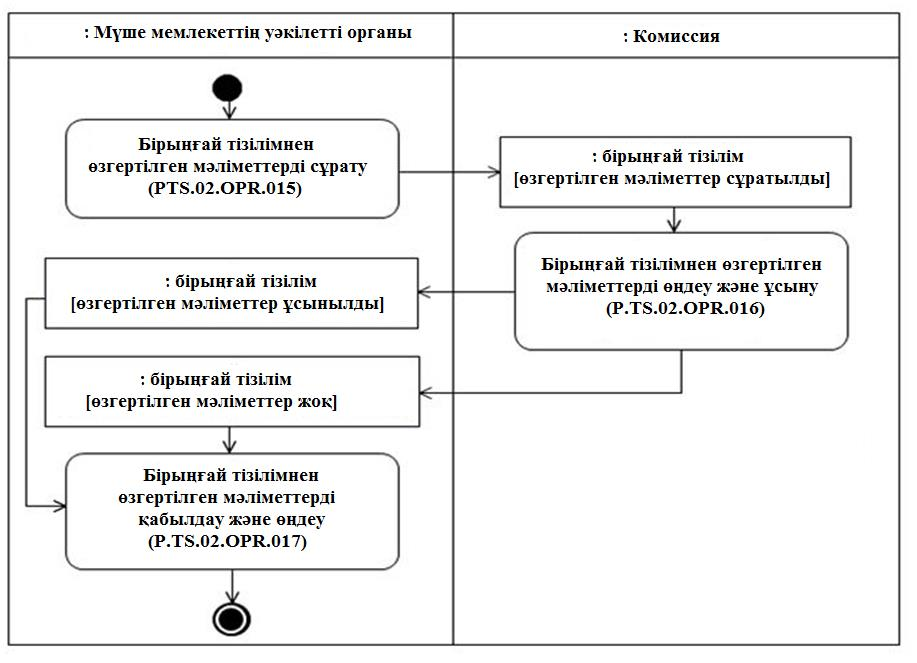 : Мүше мемлекеттің уәкілетті органы
: Комиссия
Бірыңғай тізілімнен
өзгертілген мәліметтерді сұрату
(PTS.02.OPR.015)
: бірыңғай тізілім
[өзгертілген мәліметтер сұратылды]
Бірыңғай тізілімнен өзгертілген
мәліметтерді өңдеу және ұсыну
(P.TS.02.OPR.016)
: бірыңғай тізілім
[өзгертілген мәліметтер ұсынылды]
: бірыңғай тізілім
[өзгертілген мәліметтер жоқ]
Бірыңғай тізілімнен
өзгертілген мәліметтерді
қабылдау және өңдеу
(P.TS.02.OPR.017)